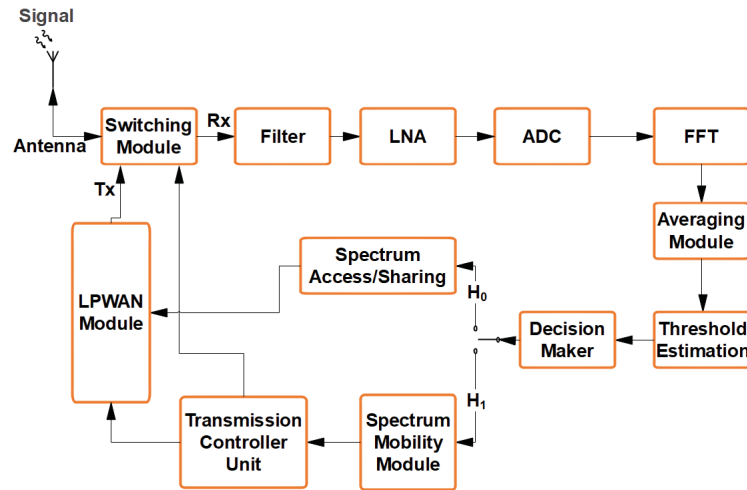 Signal
Antenna
Switching
Module
Rx
Filter
LNA
ADC
FFT
Tx
Averaging
Module
Spectrum
Access/Sharing
H₀
LPWAN
Module
Decision
Maker
Threshold
Estimation
H₁
Transmission
Controller
Unit
Spectrum
Mobility
Module